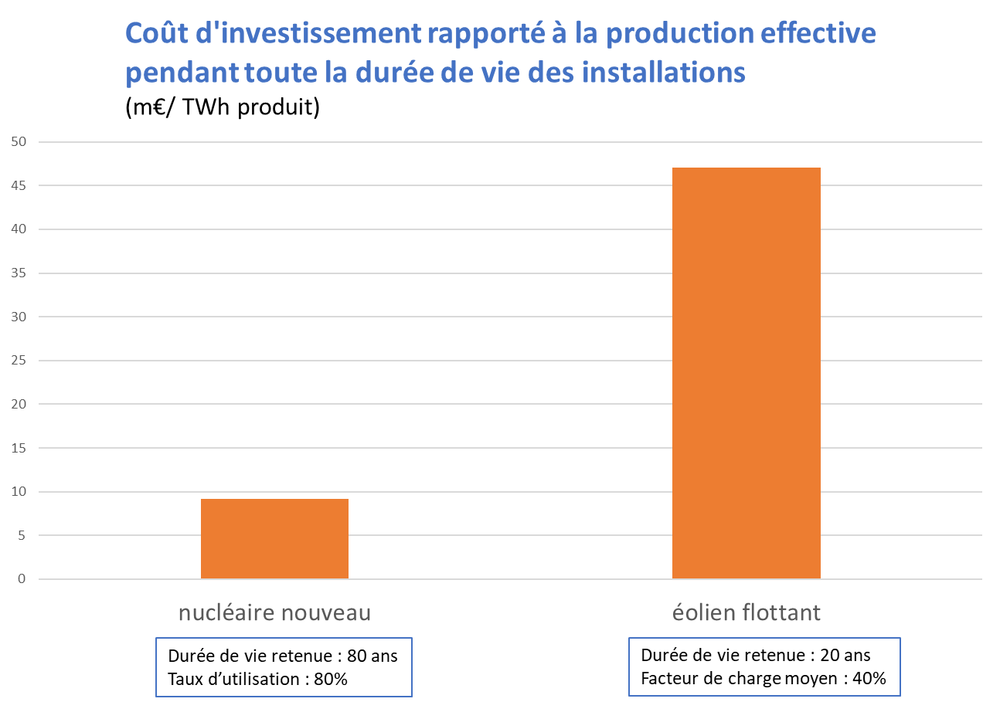 Coût d'investissement rapporté à la production effective
pendant toute la durée de vie des installations
(m€/ TWh produit)
50
45
40
35
30
25
20
15
10
5
0
nucléaire nouveau
éolien flottant
Durée de vie retenue : 80 ans
Taux d’utilisation : 80%
Durée de vie retenue : 20 ans
Facteur de charge moyen : 40%